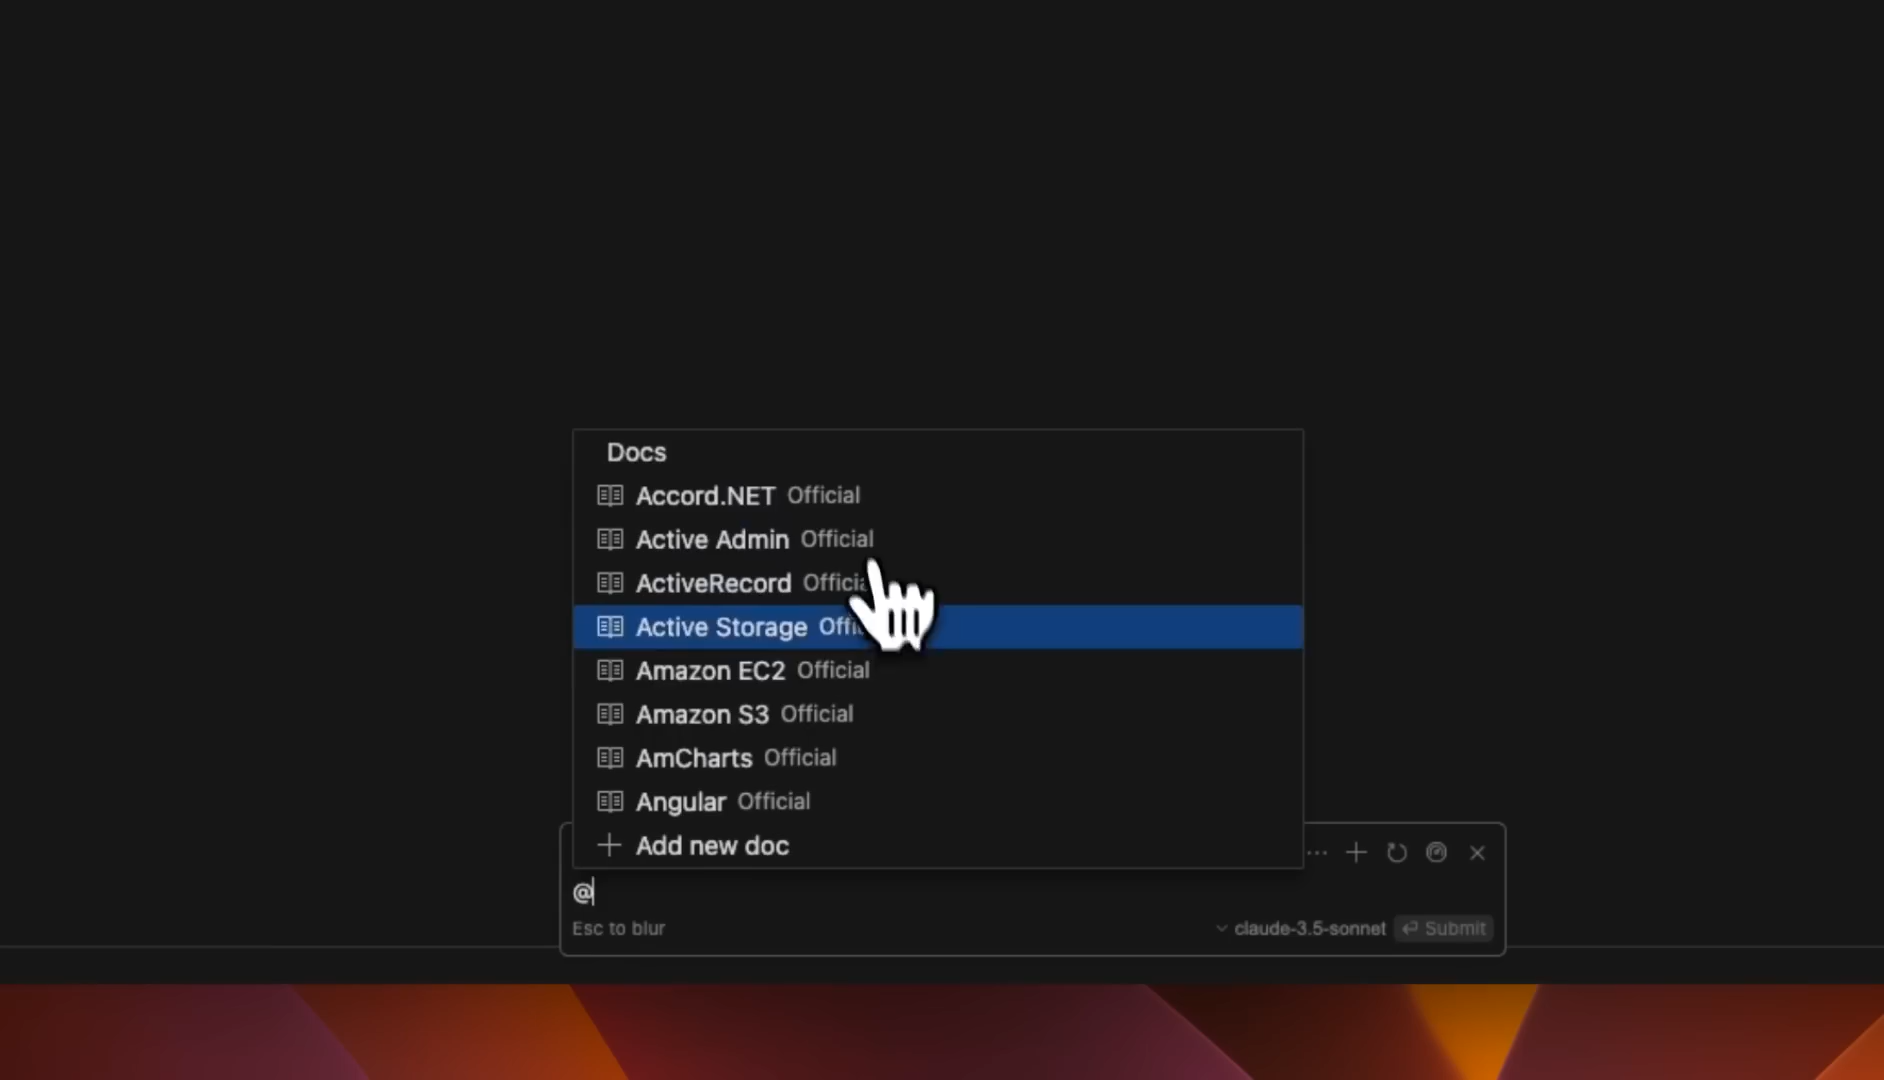 Docs
Accord.NET Official
Active Admin Official
ActiveRecord
Active Storage
Amazon EC2 Official
Amazon S3 Official
AmCharts Official
Angular Official
Add new doc
@
Esc to blur
claude-3.5-sonnet
Submit